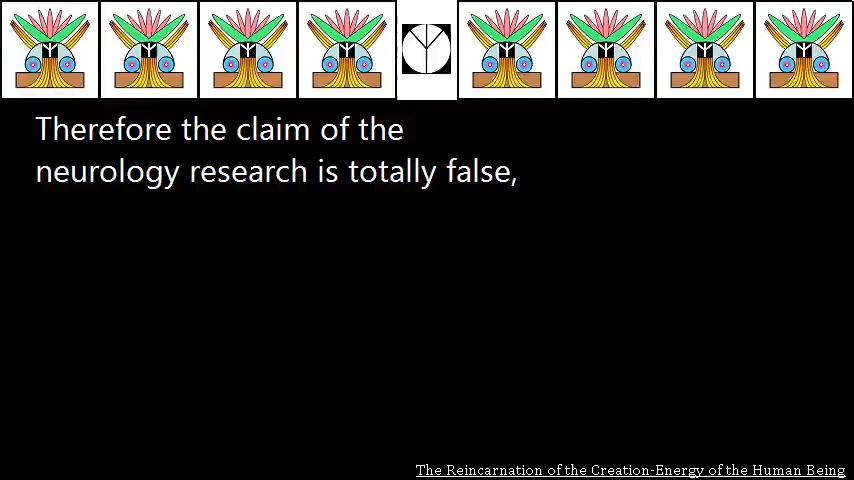 Therefore the claim of the
neurology research is totally false,
The Reincarnation of the Creation-Energy of the Human Being